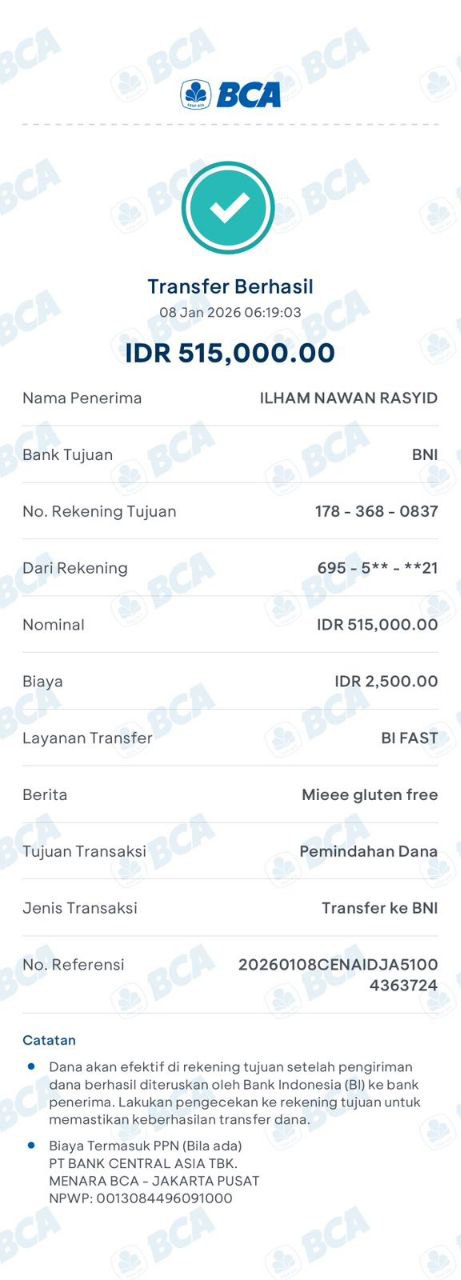 BCA
Transfer Berhasil
08 Jan 2026 06:19:03
IDR 515,000.00
Nama Penerima ILHAM NAWAN RASYID
Bank Tujuan BNI
No. Rekening Tujuan 178 - 368 - 0837
Dari Rekening 695 - 5** - **21
Nominal IDR 515,000.00
Biaya IDR 2,500.00
Layanan Transfer BI FAST
Berita Mieee gluten free
Tujuan Transaksi Pemindahan Dana
Jenis Transaksi Transfer ke BNI
No. Referensi 20260108CENAIDJA5100
4363724
Catatan
Dana akan efektif di rekening tujuan setelah pengiriman
dana berhasil diteruskan oleh Bank Indonesia (BI) ke bank
penerima. Lakukan pengecekan ke rekening tujuan untuk
memastikan keberhasilan transfer dana.
Biaya Termasuk PPN (Bila ada)
PT BANK CENTRAL ASIA TBK.
MENARA BCA - JAKARTA PUSAT
NPWP: 0013084496091000